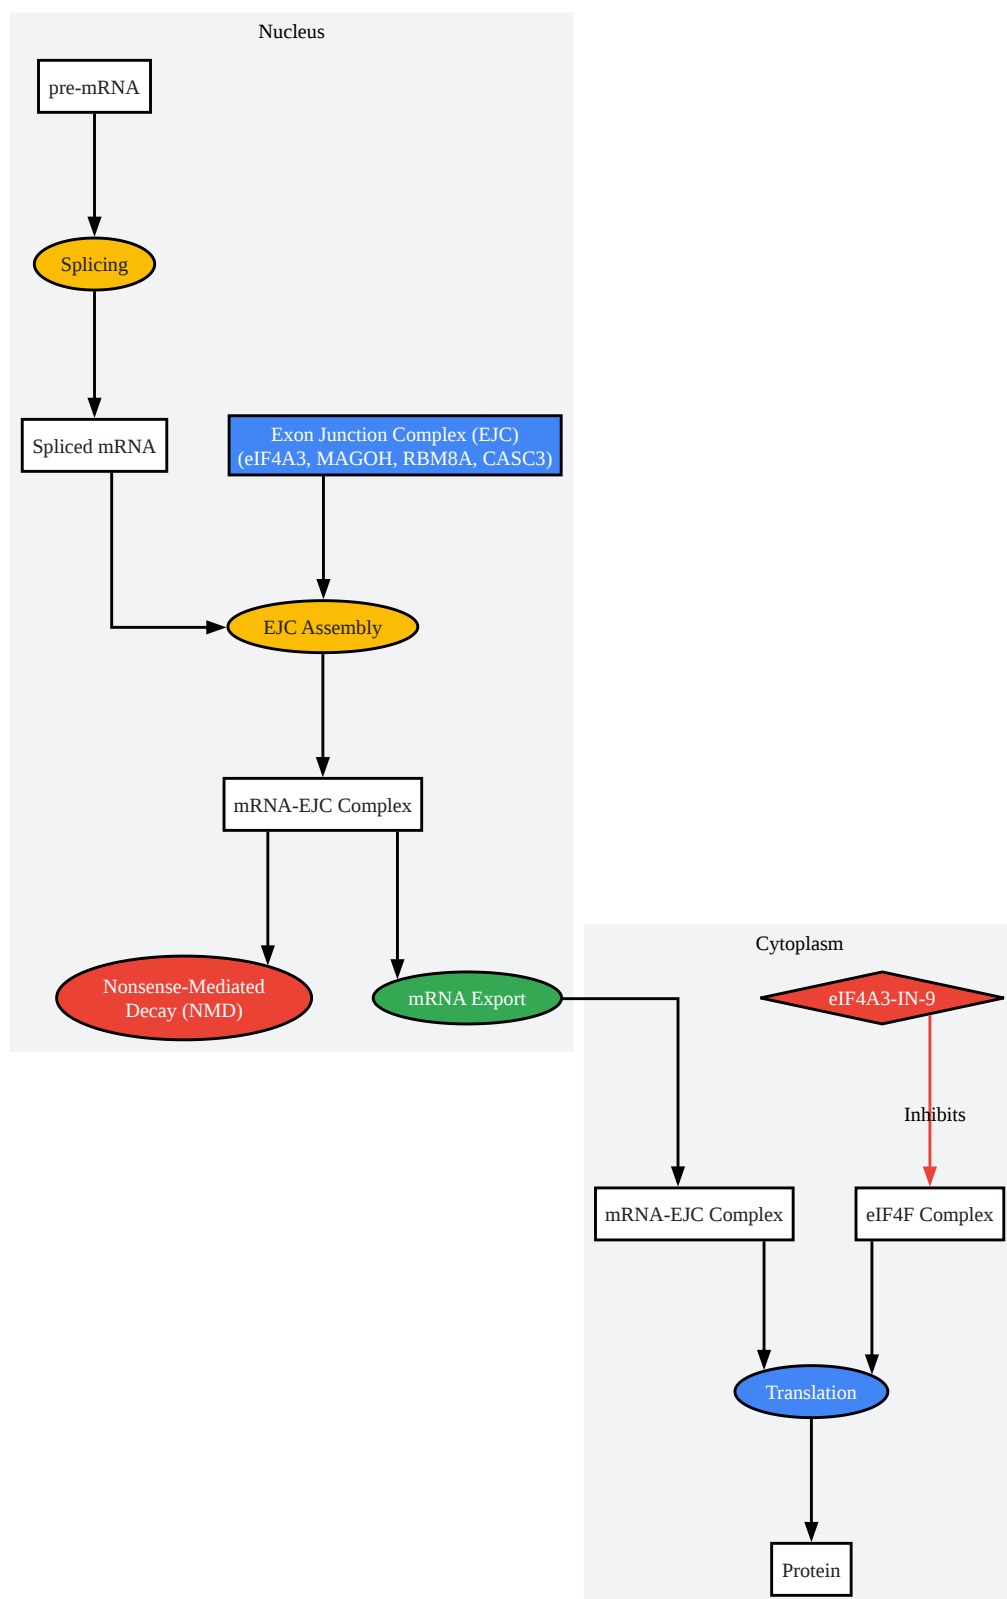 Nucleus
pre-mRNA
Splicing
Spliced mRNA
Exon Junction Complex (EJC)
(eIF4A3, MAGOH, RBM8A, CASC3)
EJC Assembly
mRNA-EJC Complex
Nonsense-Mediated
Decay (NMD)
mRNA Export
Cytoplasm
eIF4A3-IN-9
Inhibits
mRNA-EJC Complex
eIF4F Complex
Translation
Protein